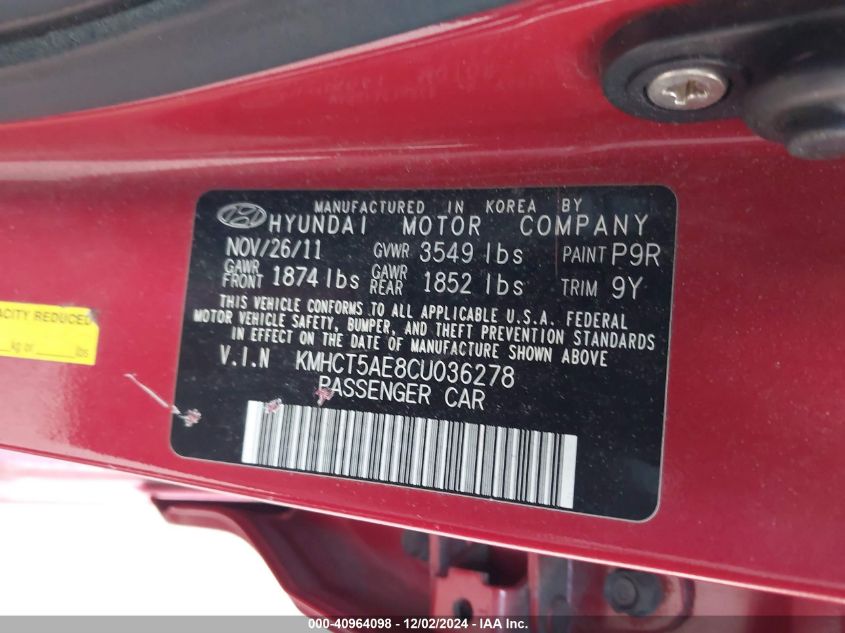 MANUFACTURED IN KOREA BY
HYUNDAI MOTOR COMPANY
NOV/26/11 GVWR 3549 lbs PAINT P9R
GAWR FRONT 1874 lbs GAWR REAR 1852 lbs TRIM 9Y
THIS VEHICLE CONFORMS TO ALL APPLICABLE U.S.A. FEDERAL
MOTOR VEHICLE SAFETY, BUMPER, AND THEFT PREVENTION STANDARDS
IN EFFECT ON THE DATE OF MANUFACTURE SHOWN ABOVE
V.I.N KMHCT5AE8CU036278
PASSENGER CAR
REDUCED
kg or lbs
000-40964098 - 12/02/2024 - IAA Inc.